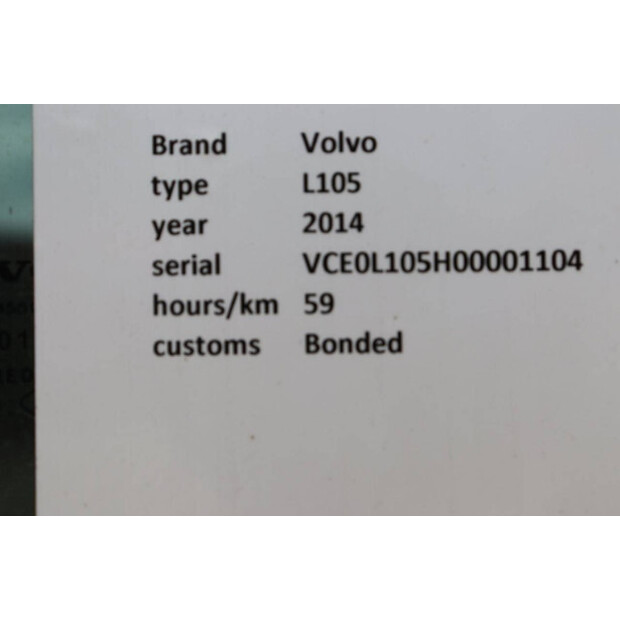 Brand Volvo
type L105
year 2014
serial VCE0L105H00001104
hours/km 59
customs Bonded